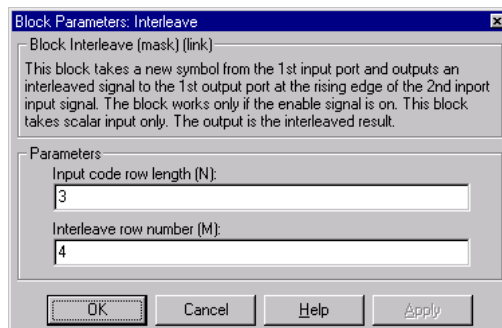 Block Parameters: Interleave
Block Interleave (mask) (link)
This block takes a new symbol from the 1st input port and outputs an
interleaved signal to the 1st output port at the rising edge of the 2nd inport
input signal. The block works only if the enable signal is on. This block
takes scalar input only. The output is the interleaved result.
Parameters
Input code row length (N):
3
Interleave row number (M):
4
OK Cancel Help Apply